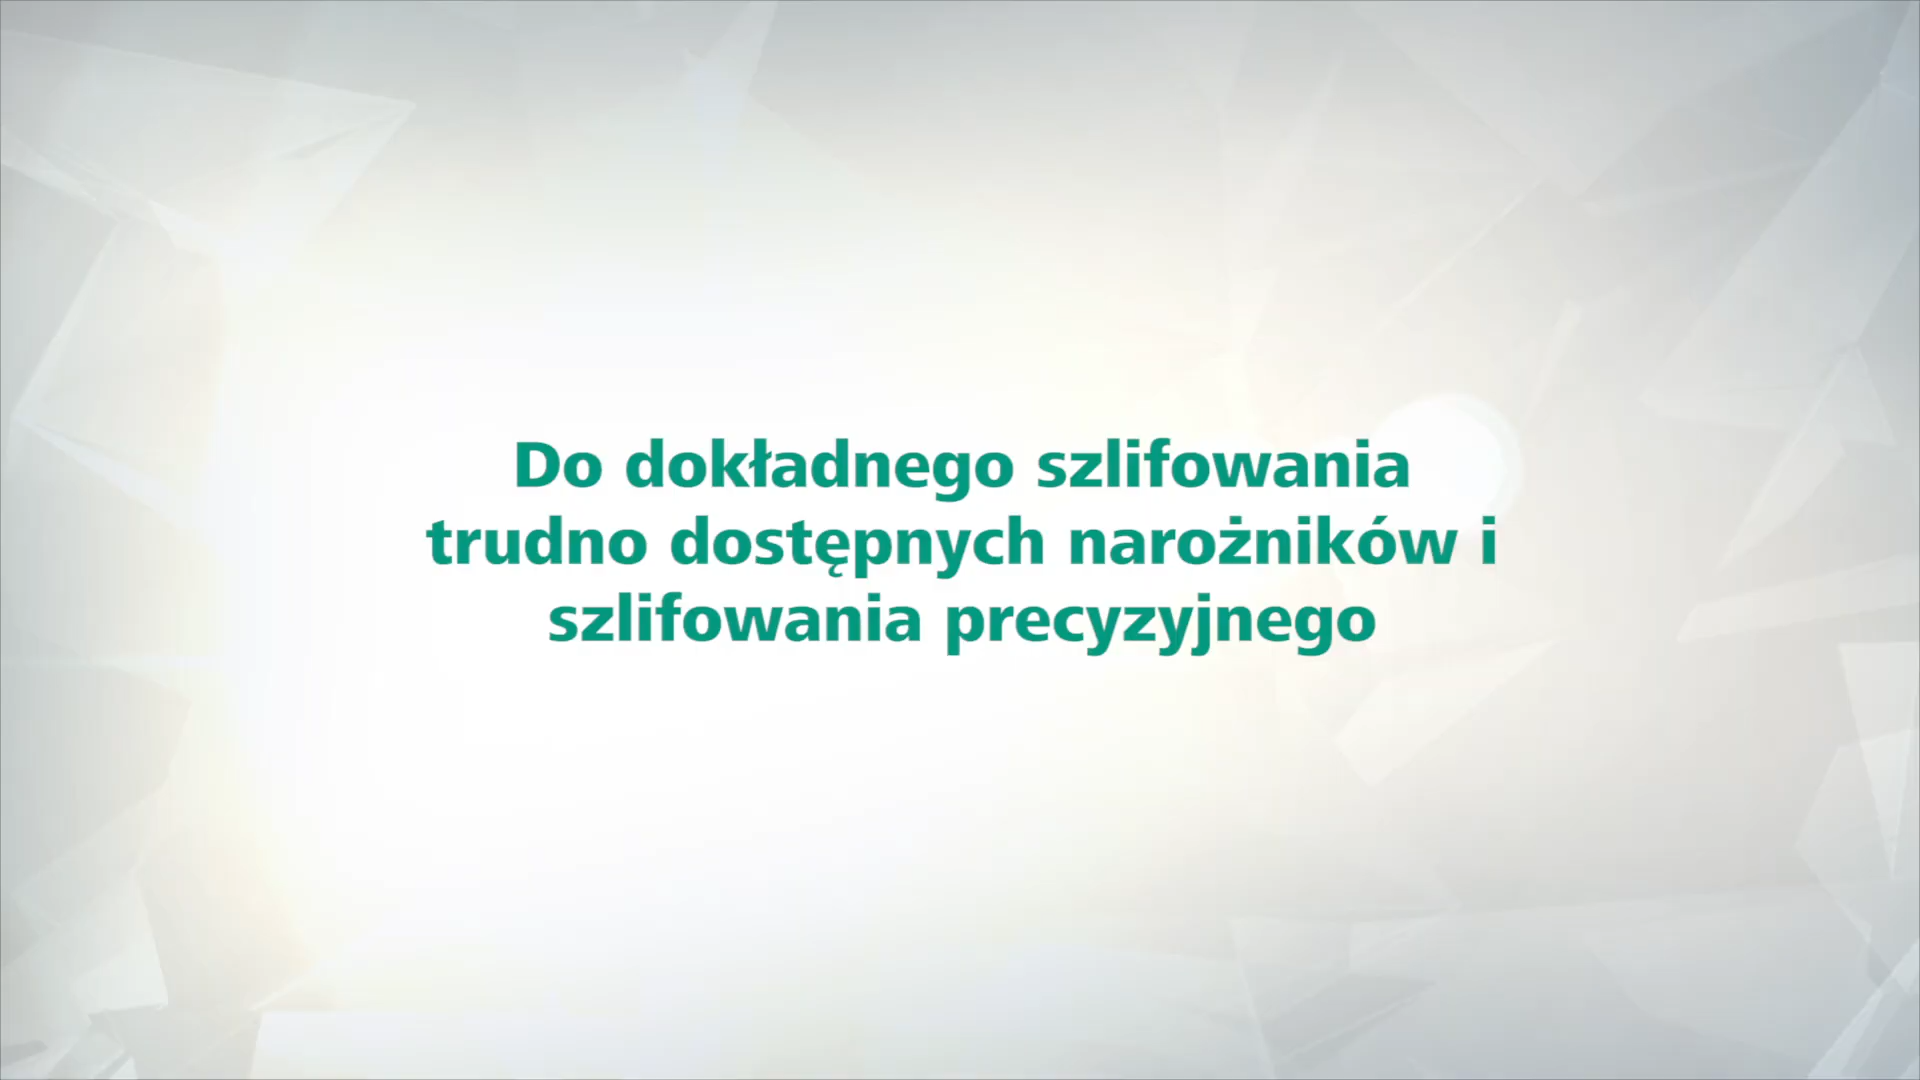 Do dokładnego szlifowania
trudno dostępnych narożników i
szlifowania precyzyjnego